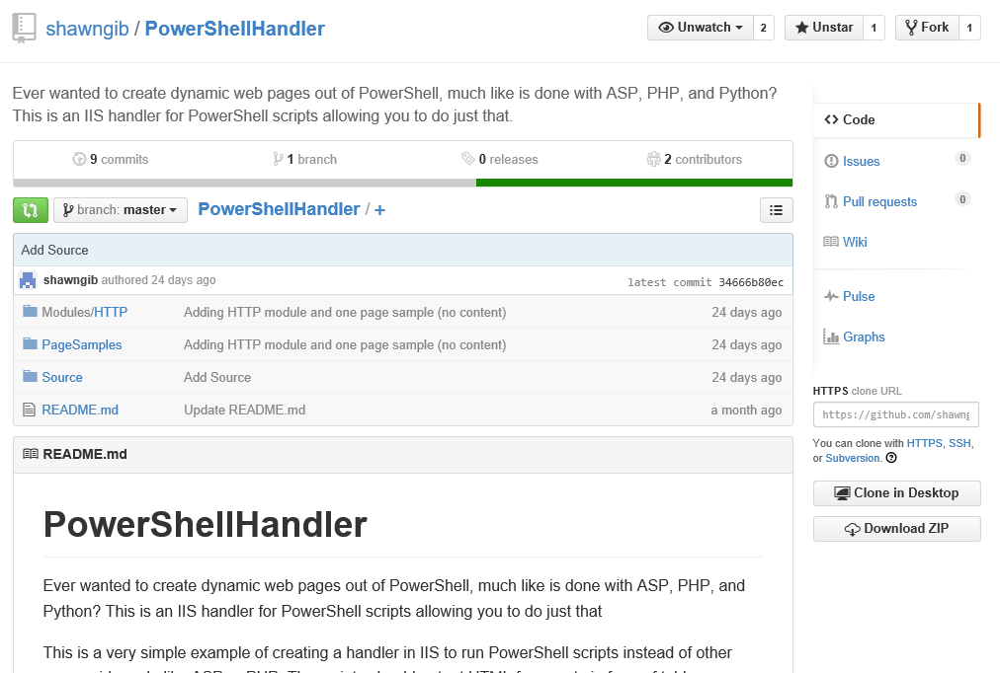 shawngib / PowerShellHandler
Unwatch 2 Unstar 1 Fork 1
Ever wanted to create dynamic web pages out of PowerShell, much like is done with ASP, PHP, and Python?
This is an IIS handler for PowerShell scripts allowing you to do just that.
9 commits 1 branch 0 releases 2 contributors
branch: master PowerShellHandler / +
Add Source
shawngib authored 24 days ago latest commit 34666b80ec
Modules/HTTP Adding HTTP module and one page sample (no content) 24 days ago
PageSamples Adding HTTP module and one page sample (no content) 24 days ago
Source Add Source 24 days ago
README.md Update README.md a month ago
README.md
PowerShellHandler
Ever wanted to create dynamic web pages out of PowerShell, much like is done with ASP, PHP, and
Python? This is an IIS handler for PowerShell scripts allowing you to do just that
This is a very simple example of creating a handler in IIS to run PowerShell scripts instead of other
Code
Issues 0
Pull requests 0
Wiki
Pulse
Graphs
HTTPS clone URL
https://github.com/shawng
You can clone with HTTPS, SSH,
or Subversion.
Clone in Desktop
Download ZIP